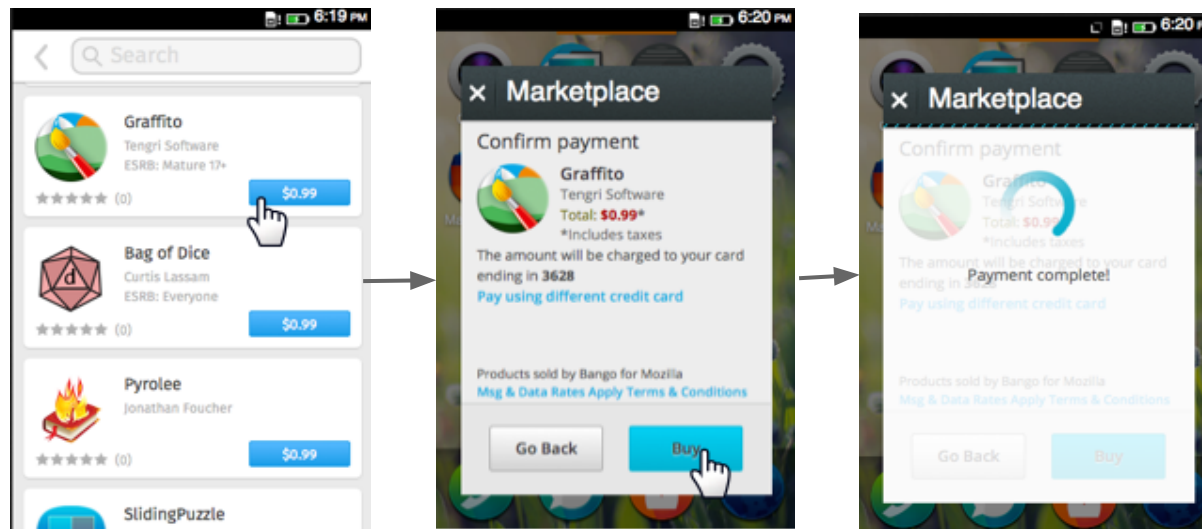 6:19 PM
Search
Graffito
Tengri Software
ESRB: Mature 17+
(0)
$0.99
Bag of Dice
Curtis Lassam
ESRB: Everyone
d
(0)
$0.99
Pyrolee
Jonathan Foucher
(0)
$0.99
SlidingPuzzle
6:20 PM
× Marketplace
Confirm payment
Graffito
Tengri Software
Total: $0.99*
*Includes taxes
The amount will be charged to your card
ending in 3628
Pay using different credit card
Products sold by Bango for Mozilla
Msg & Data Rates Apply Terms & Conditions
Go Back
Buy
6:20
× Marketplace
Confirm payment
Graffito
Tengri Software
Total: $0.99
*Includes taxes
The amount will be charged to your card
ending in 3628
Payment complete!
Pay using different credit card
Products sold by Bango for Mozilla
Msg & Data Rates Apply Terms & Conditions
Go Back
Buy